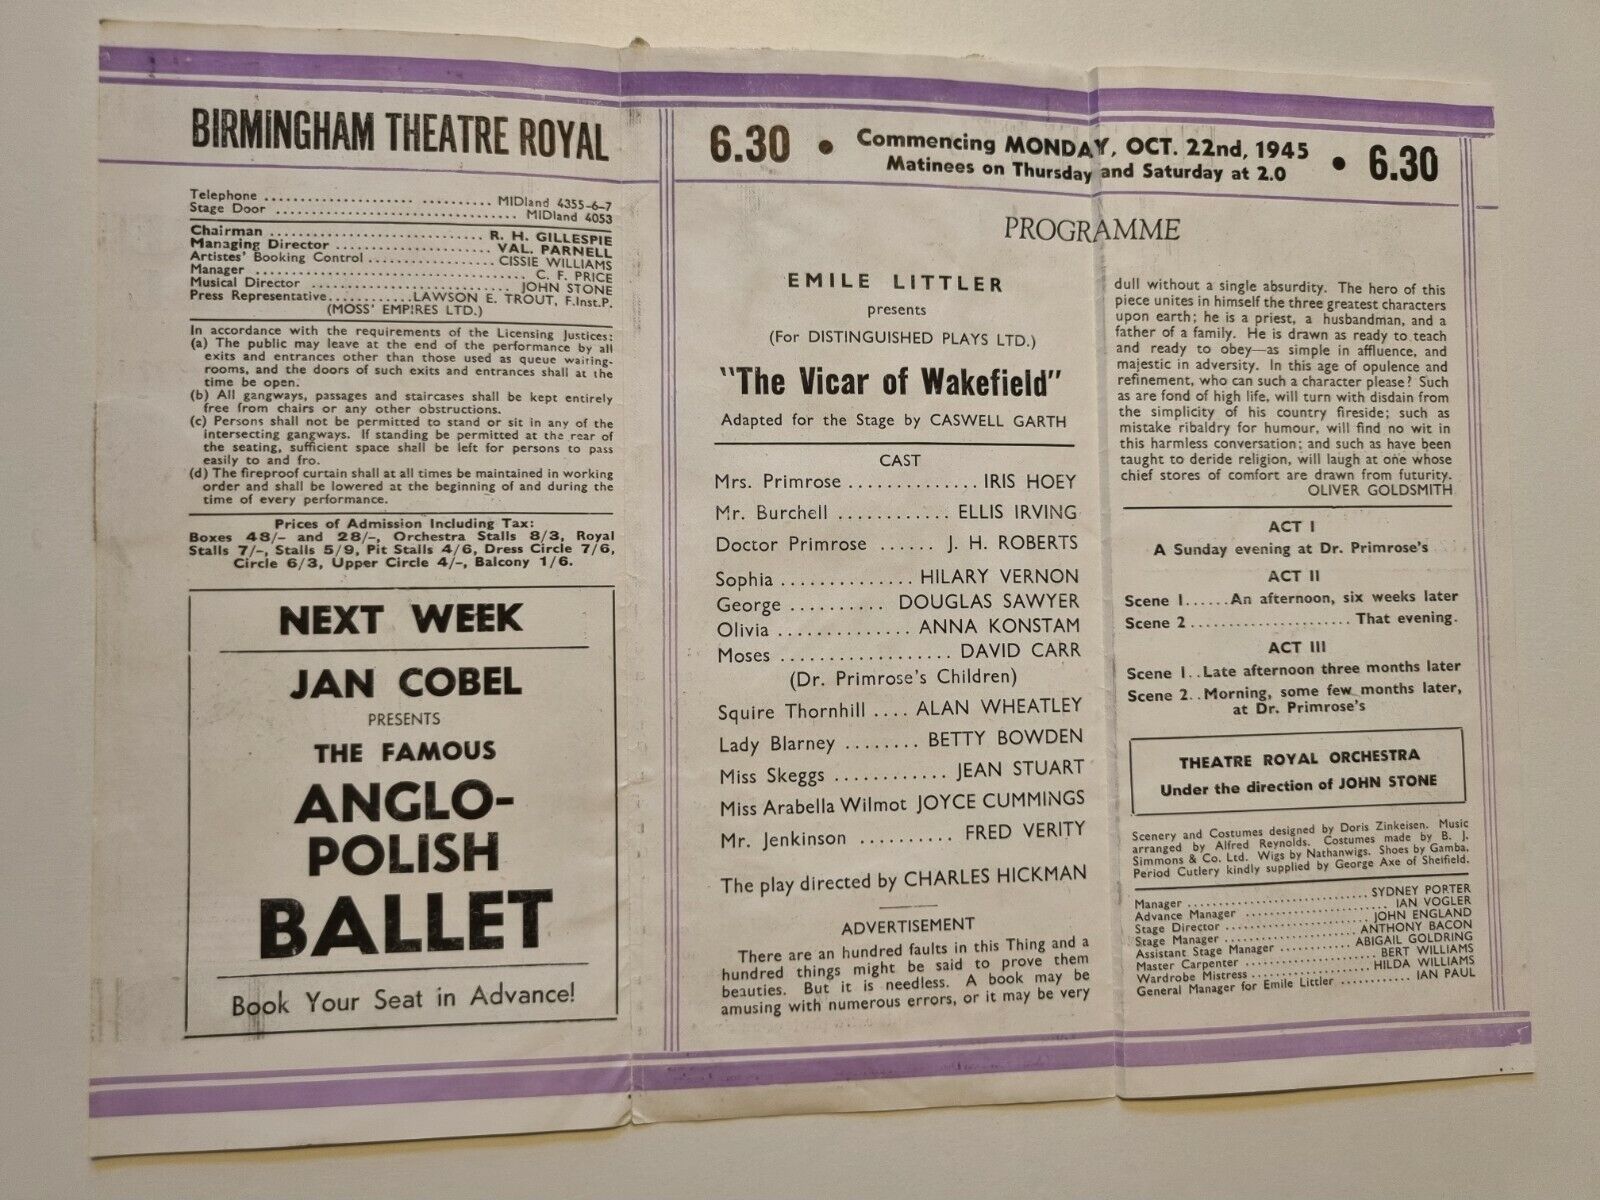 BIRMINGHAM THEATRE ROYAL
Telephone .................. .......... MIDland 4355-6-7
Stage Door ................................ MIDland 4053
Chairman ................................ R. H. GILLESPIE
Managing Director ..................... VAL. PARNELL
Artistes' Booking Control ................. CISSIE WILLIAMS
Manager ....................................... C. F. PRICE
Musical Director ............................. JOHN STONE
Press Representative...........LAWSON E. TROUT, F.Inst.P.
(MOSS' EMPIRES LTD.)
In accordance with the requirements of the Licensing Justices:
(a) The public may leave at the end of the performance by all
exits and entrances other than those used as queue waiting-
rooms, and the doors of such exits and entrances shall at the
time be open.
(b) All gangways, passages and staircases shall be kept entirely
free from chairs or any other obstructions.
(c) Persons shall not be permitted to stand or sit in any of the
intersecting gangways. If standing be permitted at the rear of
the seating, sufficient space shall be left for persons to pass
easily to and fro.
(d) The fireproof curtain shall at all times be maintained in working
order and shall be lowered at the beginning of and during the
time of every performance.
Prices of Admission Including Tax:
Boxes 48/- and 28/-, Orchestra Stalls 8/3, Royal
Stalls 7/-, Stalls 5/9, Pit Stalls 4/6, Dress Circle 7/6,
Circle 6/3, Upper Circle 4/-, Balcony 1/6.
NEXT WEEK
JAN COBEL
PRESENTS
THE FAMOUS
ANGLO-
POLISH
BALLET
Book Your Seat in Advance!
6.30 • Commencing MONDAY, OCT. 22nd, 1945 • 6.30
Matinees on Thursday and Saturday at 2.0
PROGRAMME
EMILE LITTLER
presents
(For DISTINGUISHED PLAYS LTD.)
"The Vicar of Wakefield"
Adapted for the Stage by CASWELL GARTH
CAST
Mrs. Primrose ............. IRIS HOEY
Mr. Burchell ............ ELLIS IRVING
Doctor Primrose ...... J. H. ROBERTS
Sophia .............. HILARY VERNON
George .......... DOUGLAS SAWYER
Olivia .............. ANNA KONSTAM
Moses .................. DAVID CARR
(Dr. Primrose's Children)
Squire Thornhill .... ALAN WHEATLEY
Lady Blarney ........ BETTY BOWDEN
Miss Skeggs ............ JEAN STUART
Miss Arabella Wilmot JOYCE CUMMINGS
Mr. Jenkinson .......... FRED VERITY
The play directed by CHARLES HICKMAN
ADVERTISEMENT
There are an hundred faults in this Thing and a
hundred things might be said to prove them
beauties. But it is needless. A book may be
amusing with numerous errors, or it may be very
dull without a single absurdity. The hero of this
piece unites in himself the three greatest characters
upon earth; he is a priest, a husbandman, and a
father of a family. He is drawn as ready to teach
and ready to obey—as simple in affluence, and
majestic in adversity. In this age of opulence and
refinement, who can such a character please? Such
as are fond of high life, will turn with disdain from
the simplicity of his country fireside; such as
mistake ribaldry for humour, will find no wit in
this harmless conversation; and such as have been
taught to deride religion, will laugh at one whose
chief stores of comfort are drawn from futurity.
OLIVER GOLDSMITH
ACT I
A Sunday evening at Dr. Primrose's
ACT II
Scene 1......An afternoon, six weeks later
Scene 2 ..................... That evening.
ACT III
Scene 1..Late afternoon three months later
Scene 2..Morning, some few months later,
at Dr. Primrose's
THEATRE ROYAL ORCHESTRA
Under the direction of JOHN STONE
Scenery and Costumes designed by Doris Zinkeisen. Music
arranged by Alfred Reynolds. Costumes made by B. J.
Simmons & Co. Ltd. Wigs by Nathanwigs. Shoes by Gamba.
Period Cutlery kindly supplied by George Axe of Sheffield.
Manager ............................ SYDNEY PORTER
Advance Manager ...................... IAN VOGLER
Stage Director ....................... JOHN ENGLAND
Stage Manager ..................... ANTHONY BACON
Assistant Stage Manager ........... ABIGAIL GOLDRING
Master Carpenter .................... BERT WILLIAMS
Wardrobe Mistress .................. HILDA WILLIAMS
General Manager for Emile Littler ........... IAN PAUL